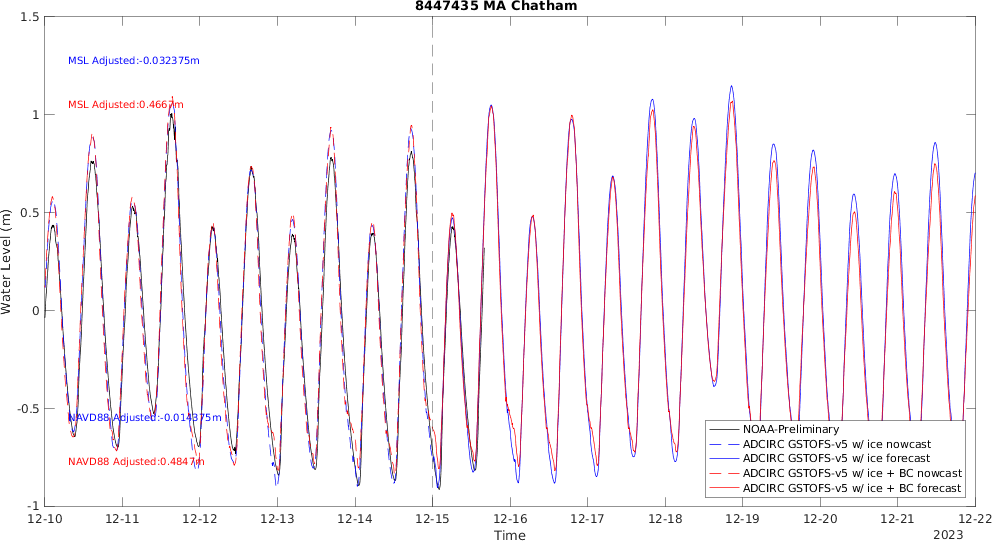 8447435 MA Chatham
1.5
1
0.5
0
-0.5
-1
Water Level (m)
MSL Adjusted:-0.032375m
MSL Adjusted:0.4667m
NAVD88 Adjusted:-0.014375m
NAVD88 Adjusted:0.4847m
NOAA-Preliminary
ADCIRC GSTOFS-v5 w/ ice nowcast
ADCIRC GSTOFS-v5 w/ ice forecast
ADCIRC GSTOFS-v5 w/ ice + BC nowcast
ADCIRC GSTOFS-v5 w/ ice + BC forecast
12-10 12-11 12-12 12-13 12-14 12-15 12-16 12-17 12-18 12-19 12-20 12-21 12-22
Time
2023